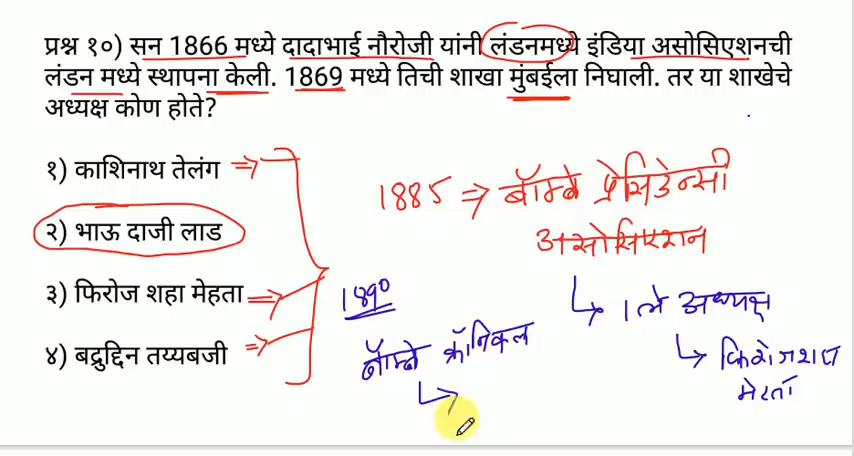 प्रश्न १०) सन 1866 मध्ये दादाभाई नौरोजी यांनी लंडनमध्ये इंडिया असोसिएशनची
लंडन मध्ये स्थापना केली. 1869 मध्ये तिची शाखा मुंबईला निघाली. तर या शाखेचे
अध्यक्ष कोण होते?
१) काशिनाथ तेलंग
२) भाऊ दाजी लाड
३) फिरोज शहा मेहता
४) बद्रुद्दिन तय्यबजी
1885 ⇒ बॉम्बे प्रेसिडेन्सी
असोसिएशन
१ले अध्यक्ष
फिरोजशहा
मेहता
1890
बॉम्बे क्रॉनिकल